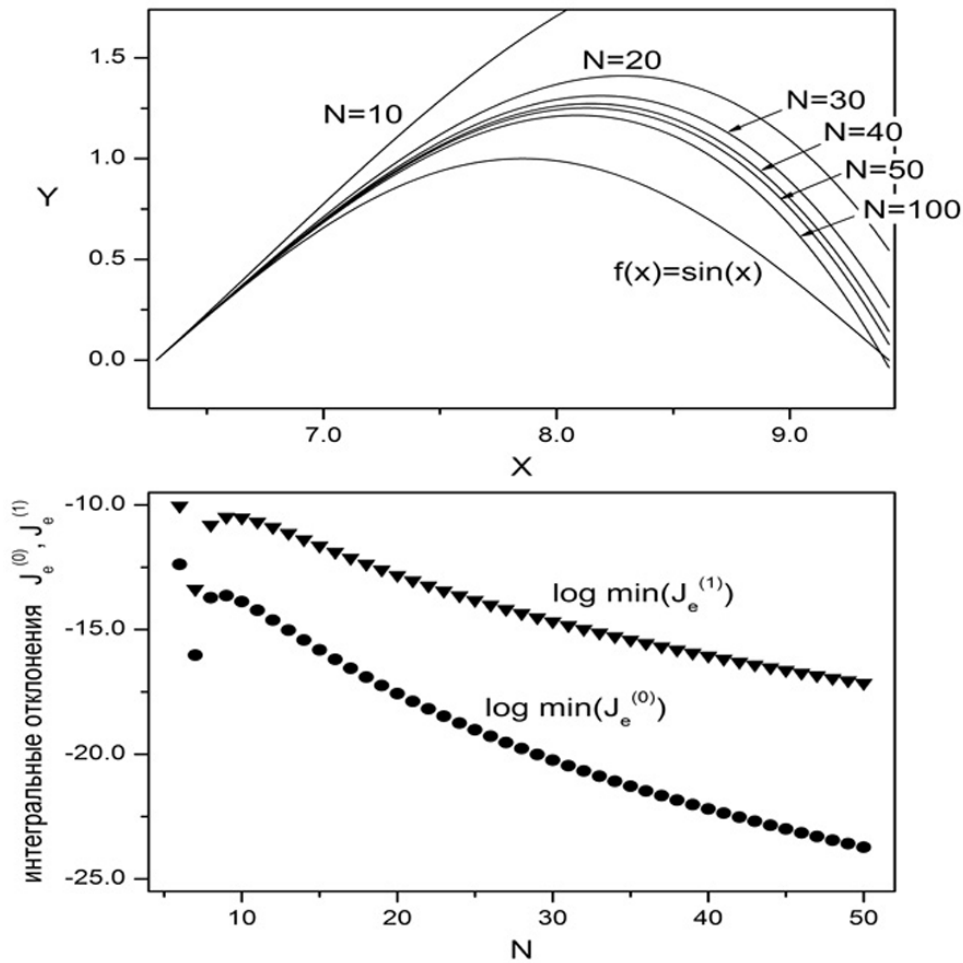 1.5
1.0
0.5
0.0
Y
N=10
N=20
N=30
N=40
N=50
N=100
f(x)=sin(x)
7.0
8.0
9.0
X
интегральные отклонения J_e^(0), J_e^(1)
-10.0
-15.0
-20.0
-25.0
log min(J_e^(1))
log min(J_e^(0))
10
20
30
40
50
N